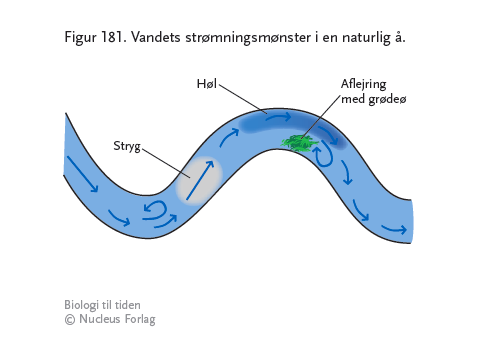 Figur 181. Vandets strømningsmønster i en naturlig å.
Høl
Aflejring
med grødeø
Stryg
Biologi til tiden
© Nucleus Forlag